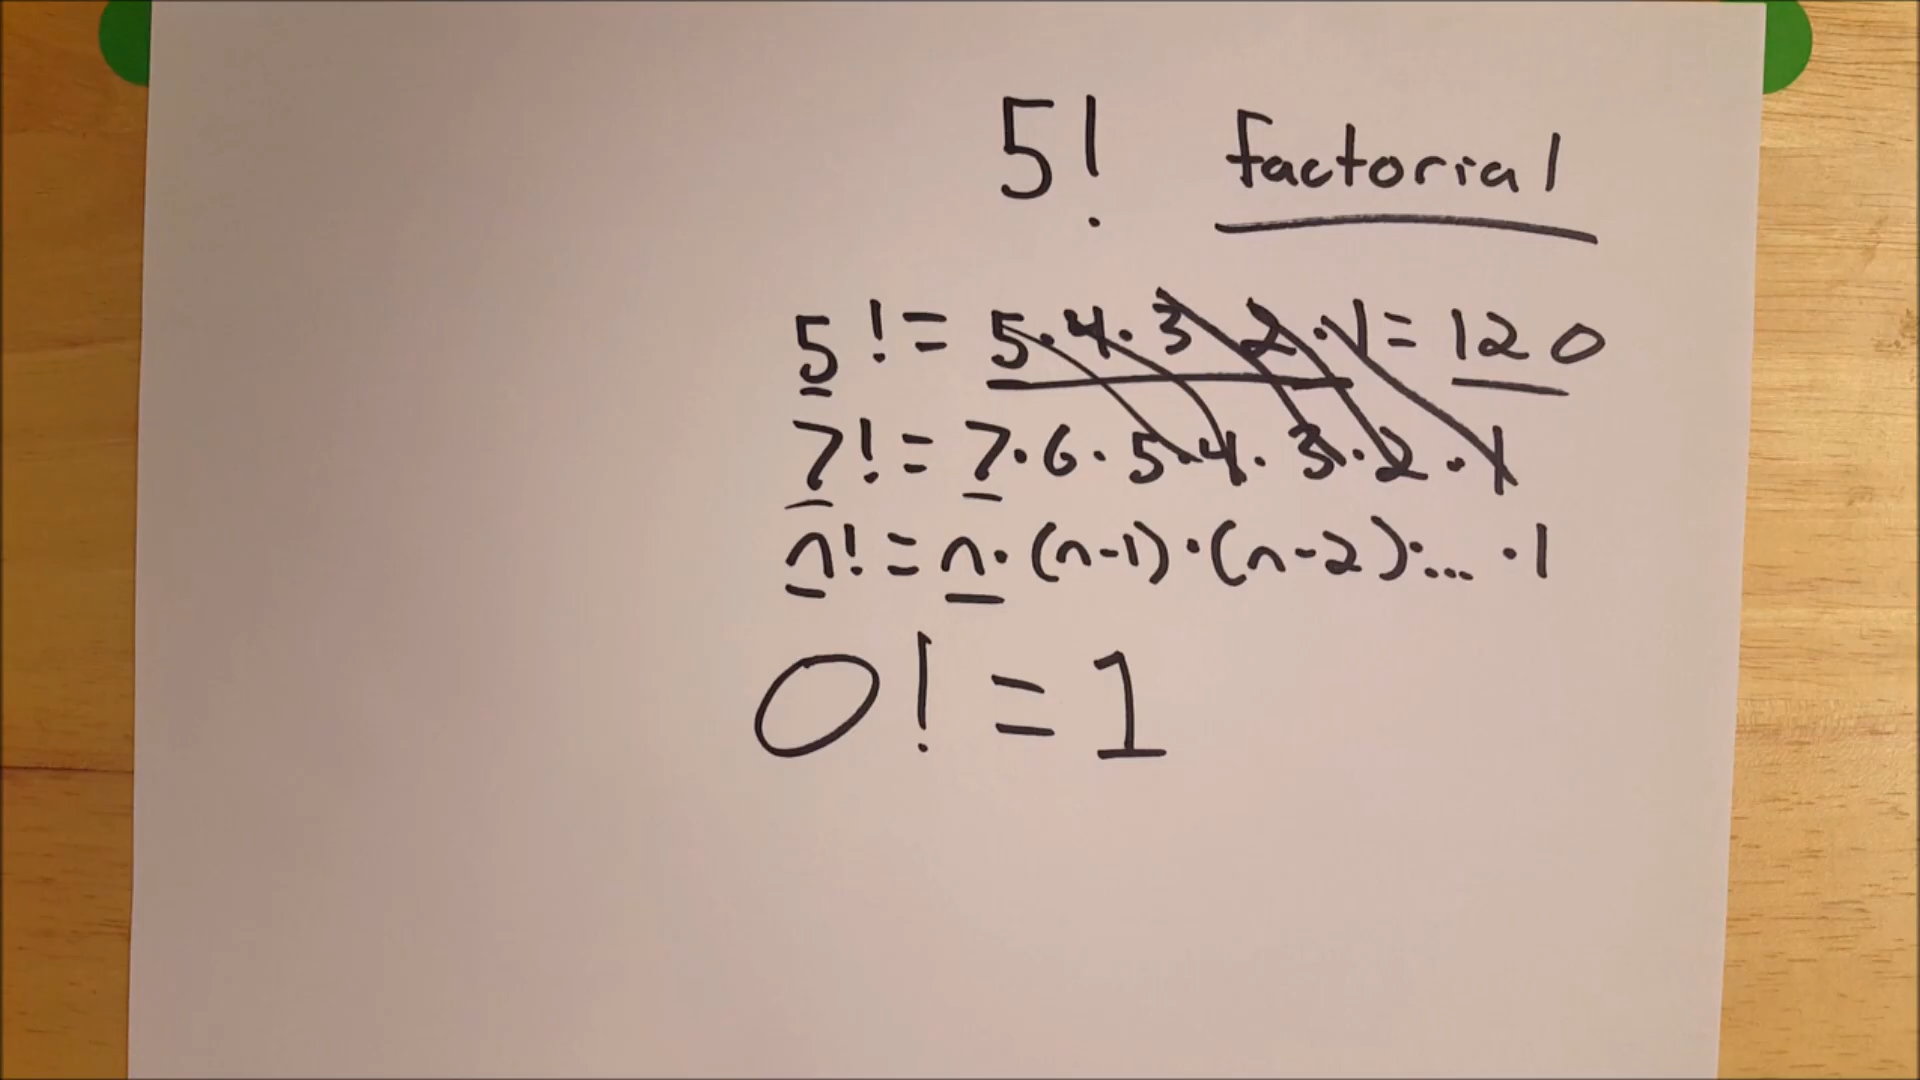 5! factorial
5! = 5·4·3·2·1 = 120
7! = 7·6·5·4·3·2·1
n! = n·(n-1)·(n-2)·...·1
0! = 1